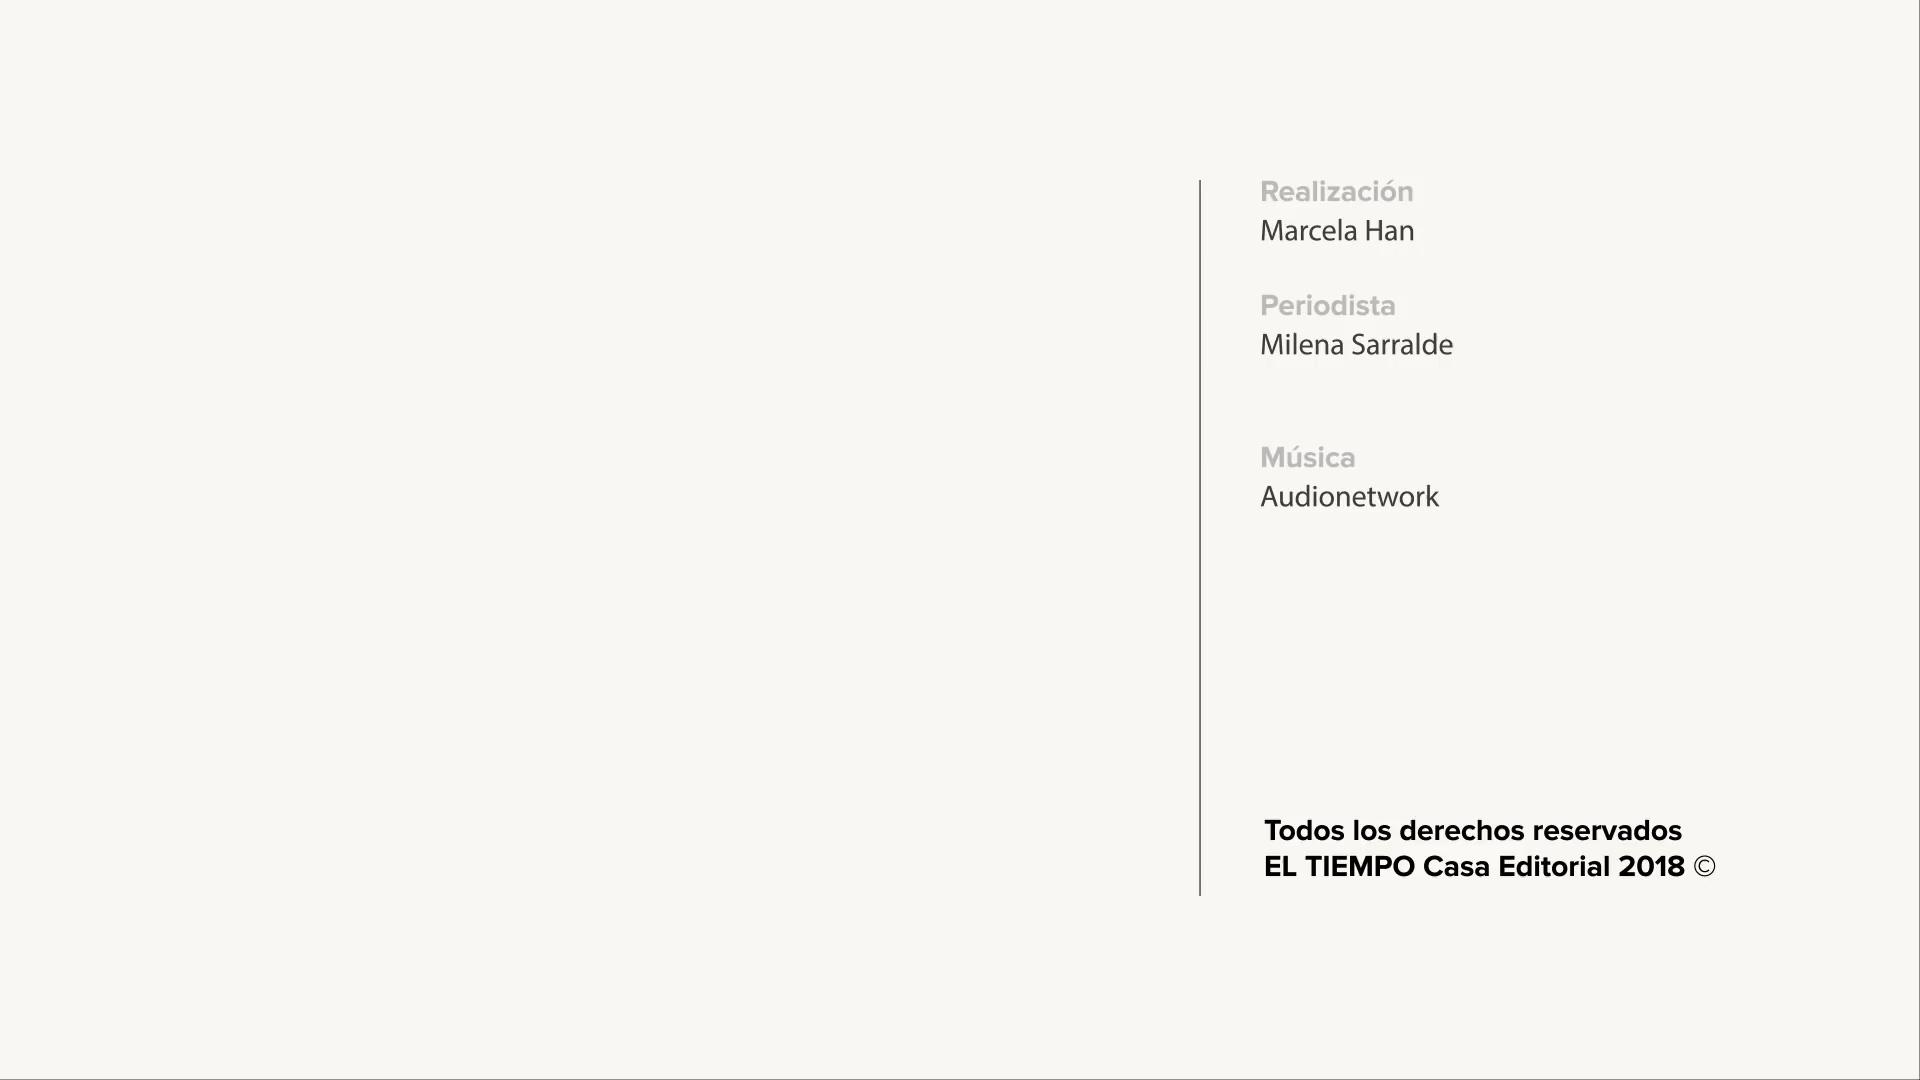 Realización
Marcela Han
Periodista
Milena Sarralde
Música
Audionetwork
Todos los derechos reservados
EL TIEMPO Casa Editorial 2018 ©